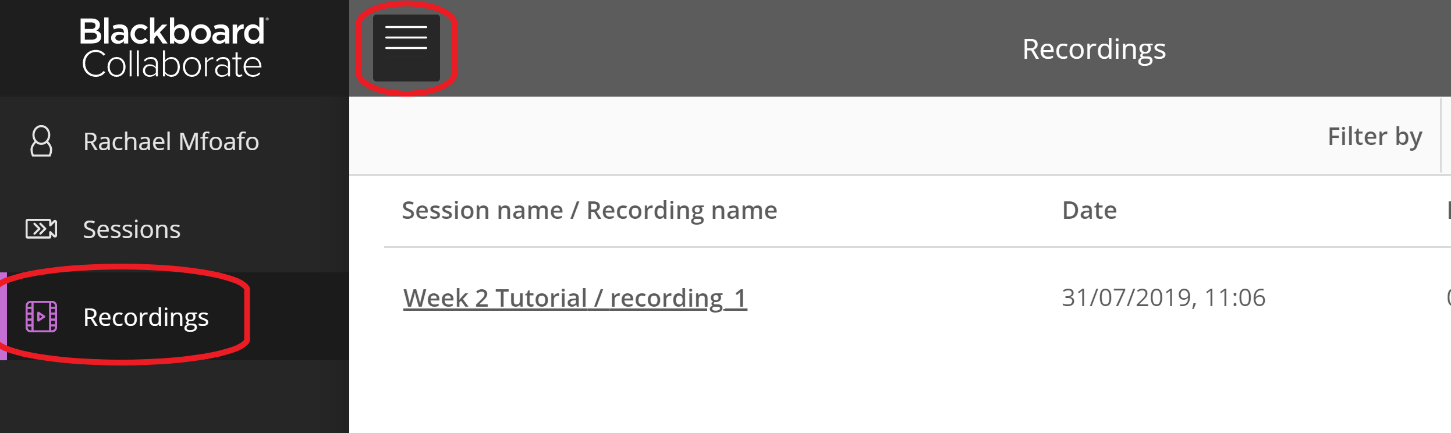 Blackboard
Collaborate
Recordings
Rachael Mfoafo
Sessions
Recordings
Filter by
Session name / Recording name Date
Week 2 Tutorial / recording_1 31/07/2019, 11:06